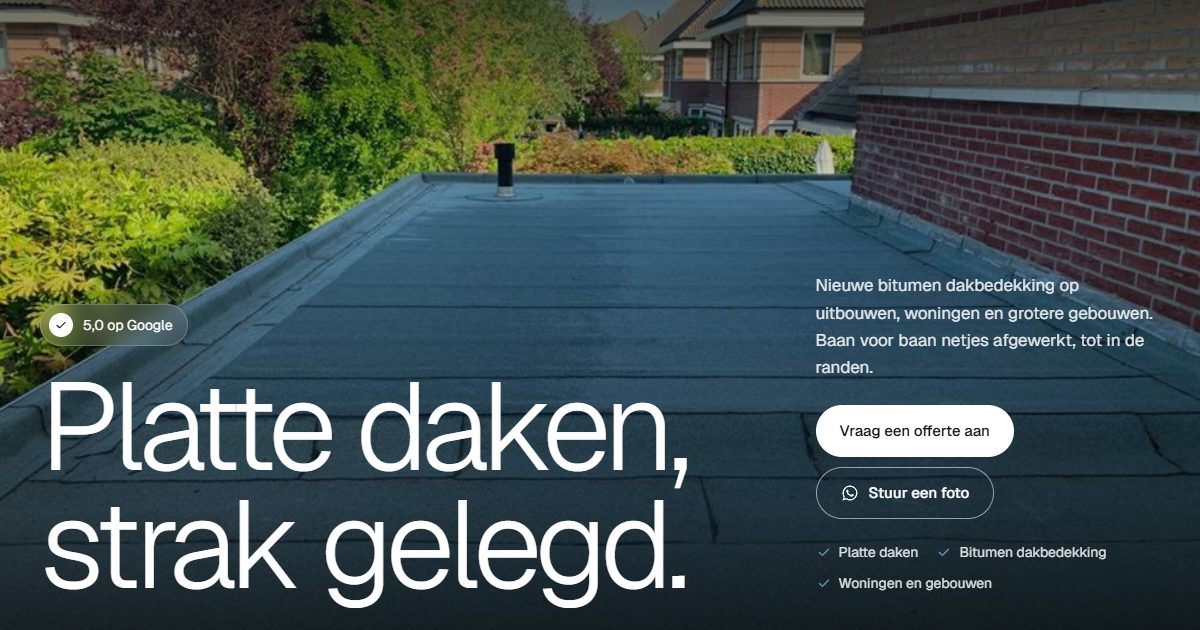 5,0 op Google
Platte daken,
strak gelegd.
Nieuwe bitumen dakbedekking op
uitbouwen, woningen en grotere gebouwen.
Baan voor baan netjes afgewerkt, tot in de
randen.
Vraag een offerte aan
Stuur een foto
Platte daken
Bitumen dakbedekking
Woningen en gebouwen